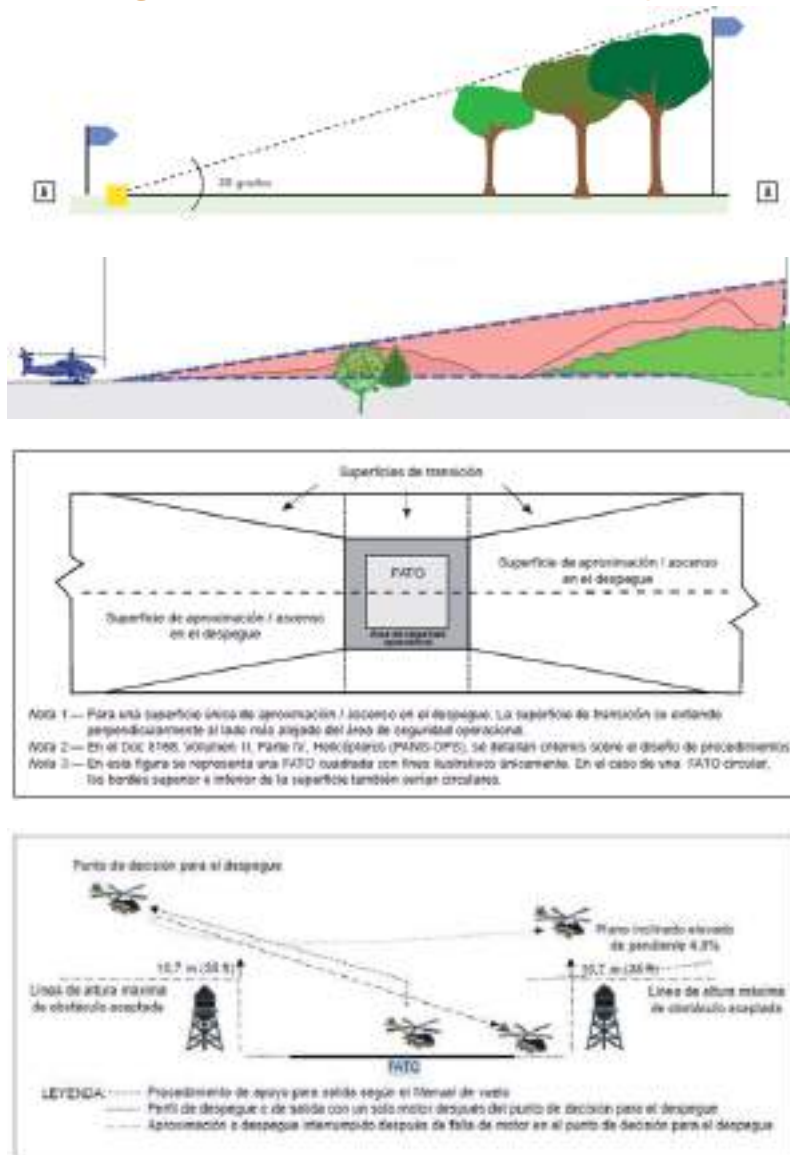 grados
Superficies de transición
FATO
Superficie de aproximación / ascenso
en el despegue
Superficie de aproximación / ascenso
en el despegue
Área de seguridad
operacional
Nota 1 — Para una superficie única de aproximación / ascenso en el despegue. La superficie de transición se extiende
perpendicularmente al lado más alejado del área de seguridad operacional.
Nota 2 — En el Doc 8168, Volumen II, Parte IV, Helicópteros (PANS-OPS), se detallan criterios sobre el diseño de procedimientos
Nota 3 — En esta figura se representa una FATO cuadrada con fines ilustrativos únicamente. En el caso de una FATO circular,
los bordes superior e inferior de la superficie también serían circulares.
Punto de decisión para el despegue
Plano inclinado elevado
de pendiente 4,5%
10,7 m (35 ft)
10,7 m (35 ft)
Línea de altura máxima
de obstáculo aceptada
Línea de altura máxima
de obstáculo aceptada
FATO
LEYENDA:
Procedimiento de apoyo para salida según el Manual de vuelo
Perfil de despegue o de salida con un solo motor después del punto de decisión para el despegue
Aproximación o despegue interrumpido después de falla de motor en el punto de decisión para el despegue